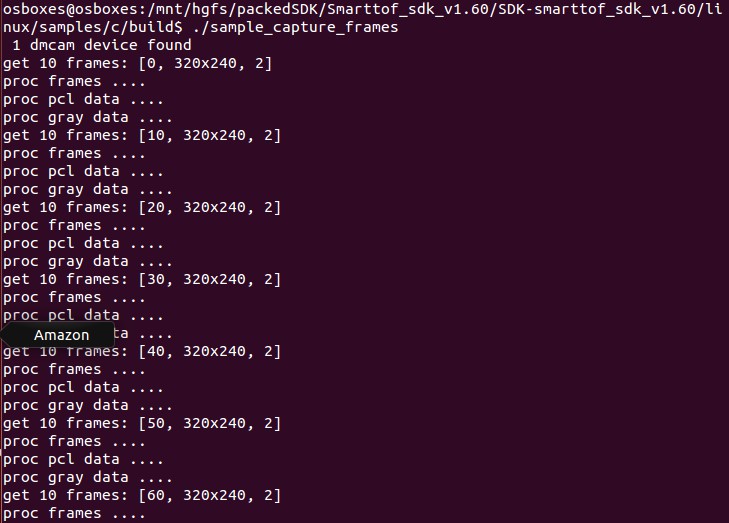 osboxes@osboxes:/mnt/hgfs/packedSDK/Smarttof_sdk_v1.60/SDK-smarttof_sdk_v1.60/li
nux/samples/c/build$ ./sample_capture_frames
 1 dmcam device found
get 10 frames: [0, 320x240, 2]
proc frames ....
proc pcl data ....
proc gray data ....
get 10 frames: [10, 320x240, 2]
proc frames ....
proc pcl data ....
proc gray data ....
get 10 frames: [20, 320x240, 2]
proc frames ....
proc pcl data ....
proc gray data ....
get 10 frames: [30, 320x240, 2]
proc frames ....
proc pcl data ....
Amazon
ta ....
get 10 frames: [40, 320x240, 2]
proc frames ....
proc pcl data ....
proc gray data ....
get 10 frames: [50, 320x240, 2]
proc frames ....
proc pcl data ....
proc gray data ....
get 10 frames: [60, 320x240, 2]
proc frames ....